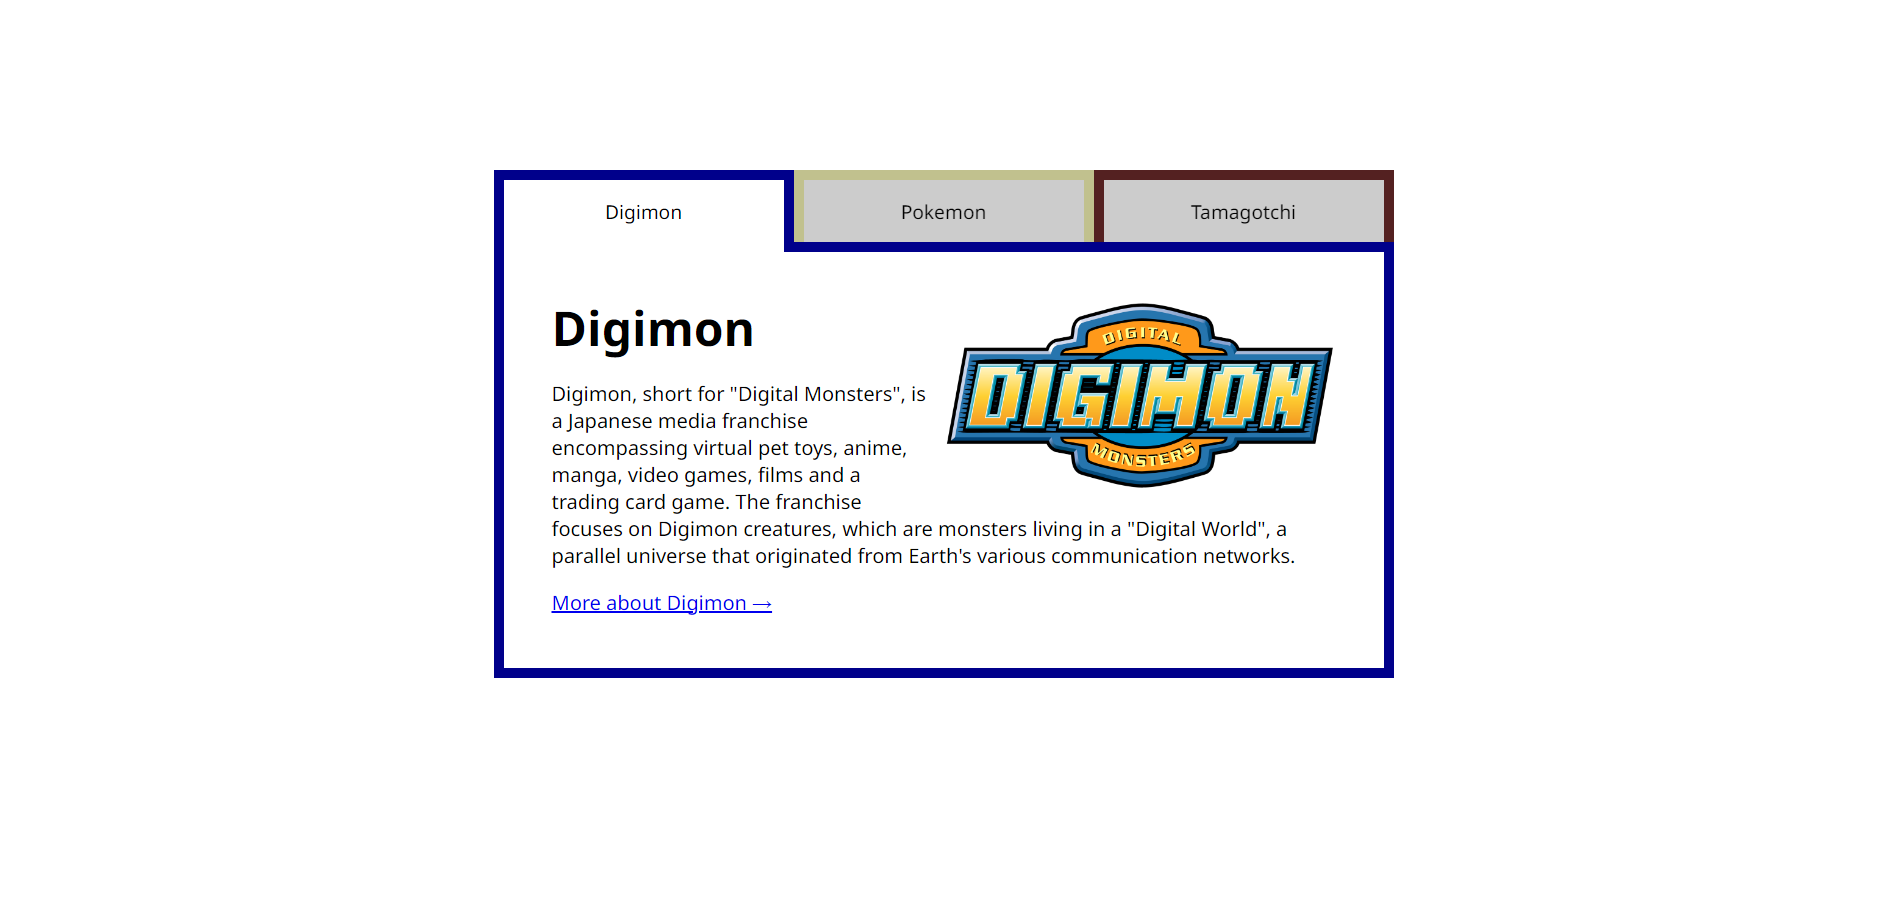 Digimon
Pokemon
Tamagotchi
Digimon
DIGITAL
DIGIMON
MONSTERS
Digimon, short for "Digital Monsters", is
a Japanese media franchise
encompassing virtual pet toys, anime,
manga, video games, films and a
trading card game. The franchise
focuses on Digimon creatures, which are monsters living in a "Digital World", a
parallel universe that originated from Earth's various communication networks.
More about Digimon →